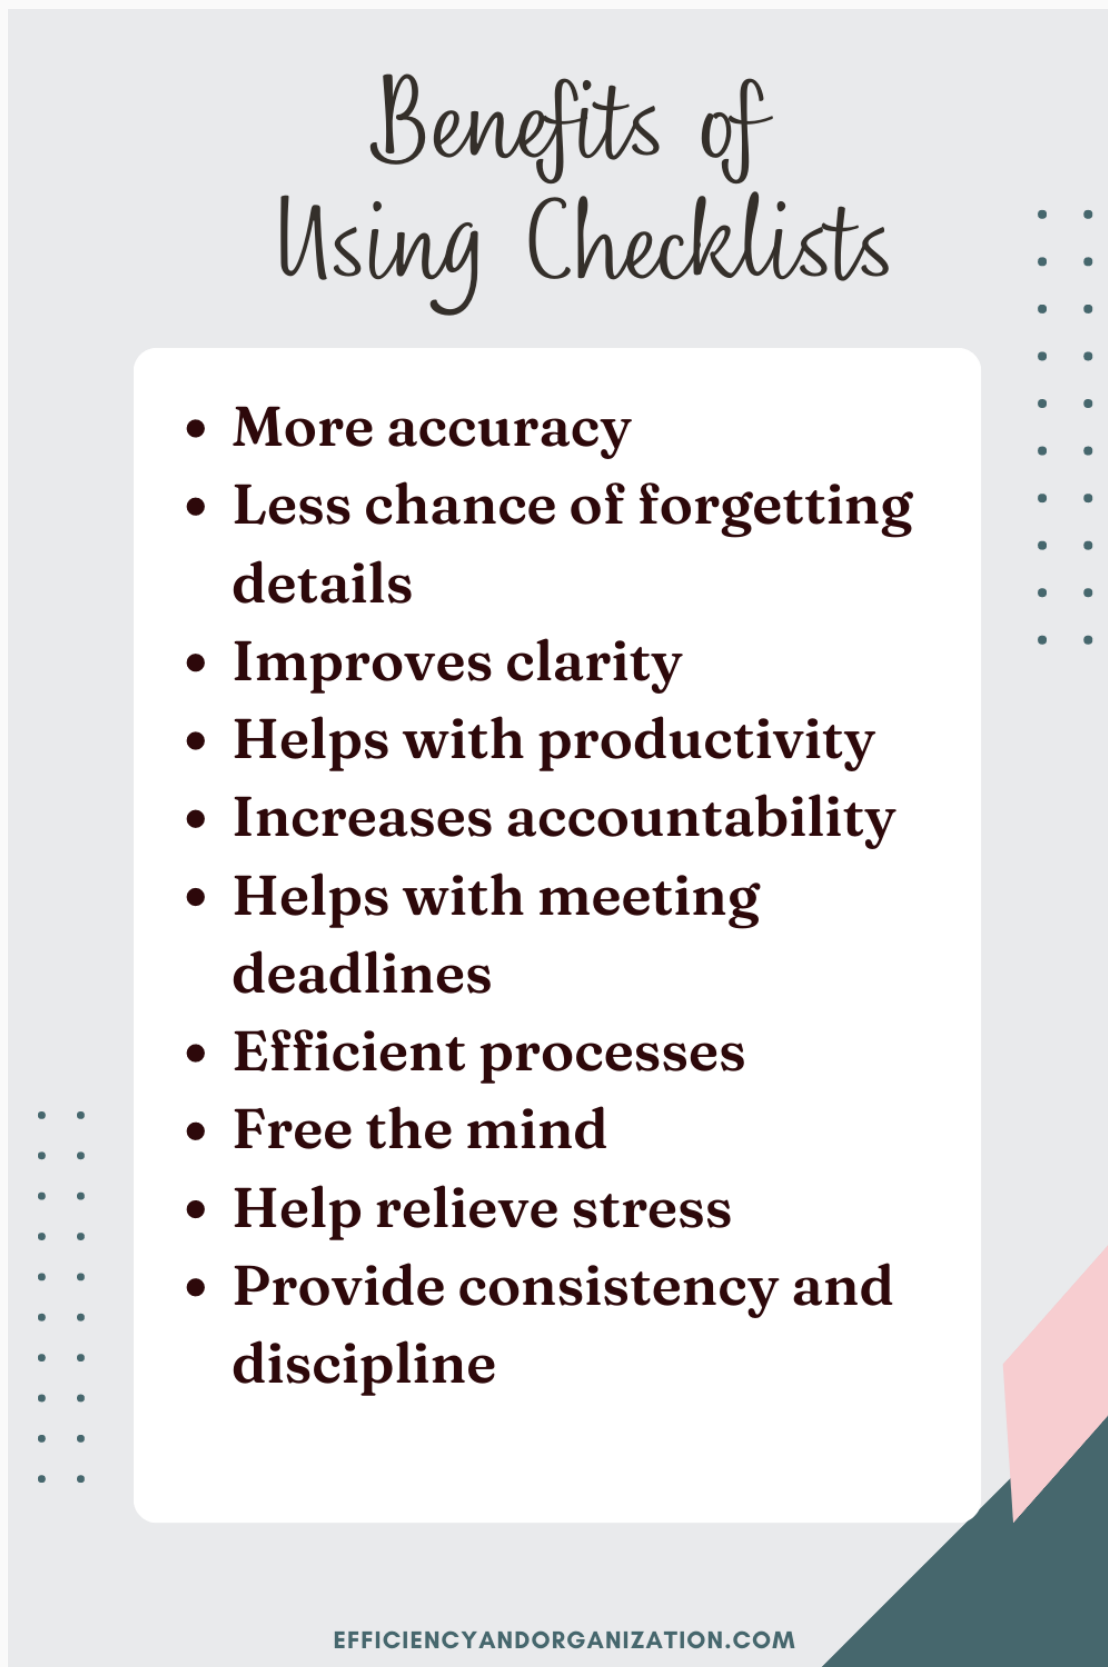 Benefits of
Using Checklists
• More accuracy
• Less chance of forgetting
details
• Improves clarity
• Helps with productivity
• Increases accountability
• Helps with meeting
deadlines
• Efficient processes
• Free the mind
• Help relieve stress
• Provide consistency and
discipline
EFFICIENCYANDORGANIZATION.COM